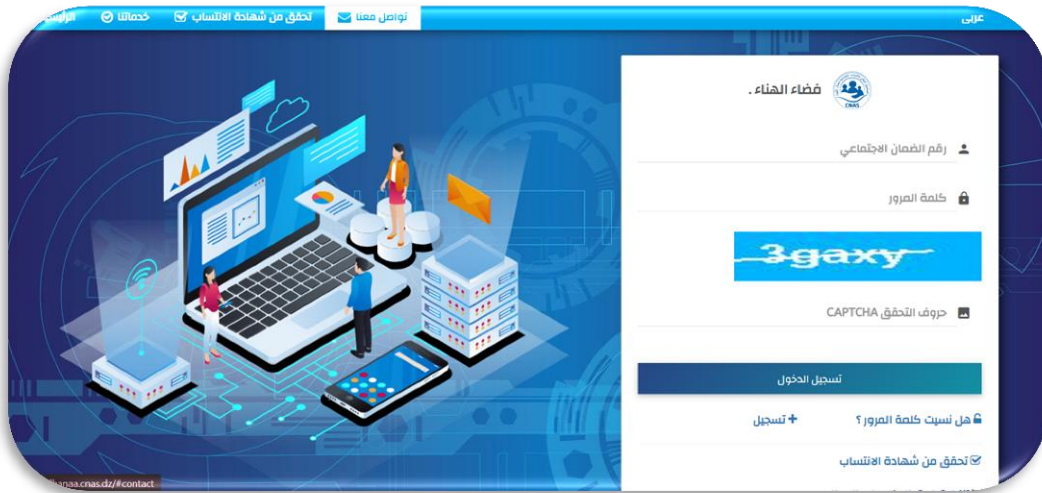 عربي
تواصل معنا
تحقق من شهادة الانتساب
خدماتنا
فضاء الهناء .
CNAS
رقم الضمان الاجتماعي
كلمة المرور
3gaxy
حروف التحقق CAPTCHA
تسجيل الدخول
هل نسيت كلمة المرور ؟
+ تسجيل
تحقق من شهادة الانتساب
anaa.cnas.dz/#contact